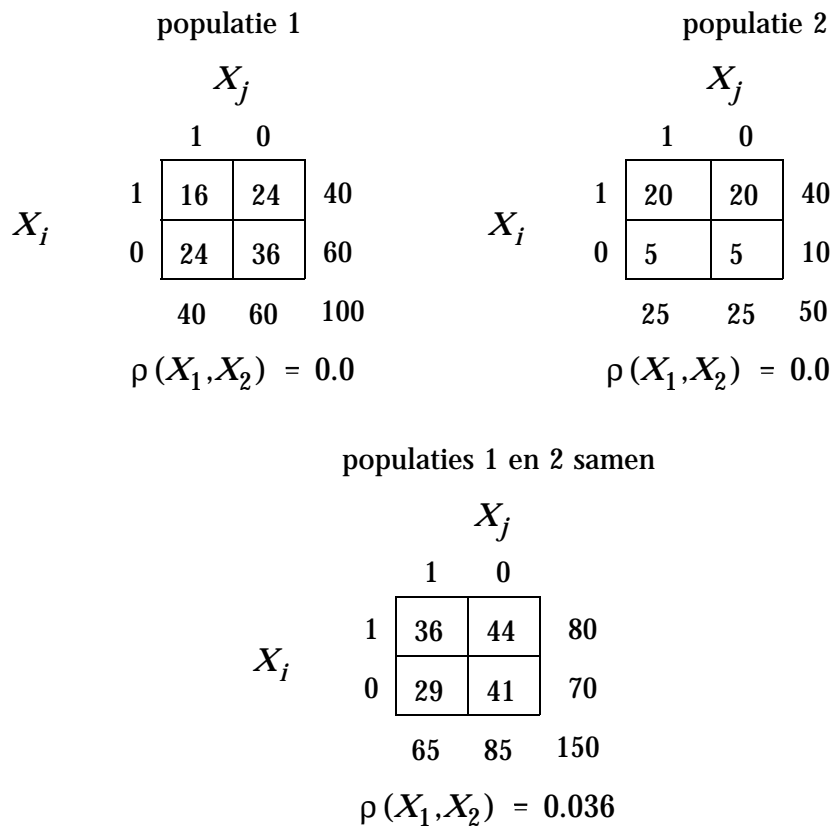 populatie 1
X_j
1 0
1 16 24 40
X_i
0 24 36 60
40 60 100
ρ (X_1,X_2) = 0.0
populatie 2
X_j
1 0
1 20 20 40
X_i
0 5 5 10
25 25 50
ρ (X_1,X_2) = 0.0
populaties 1 en 2 samen
X_j
1 0
1 36 44 80
X_i
0 29 41 70
65 85 150
ρ (X_1,X_2) = 0.036